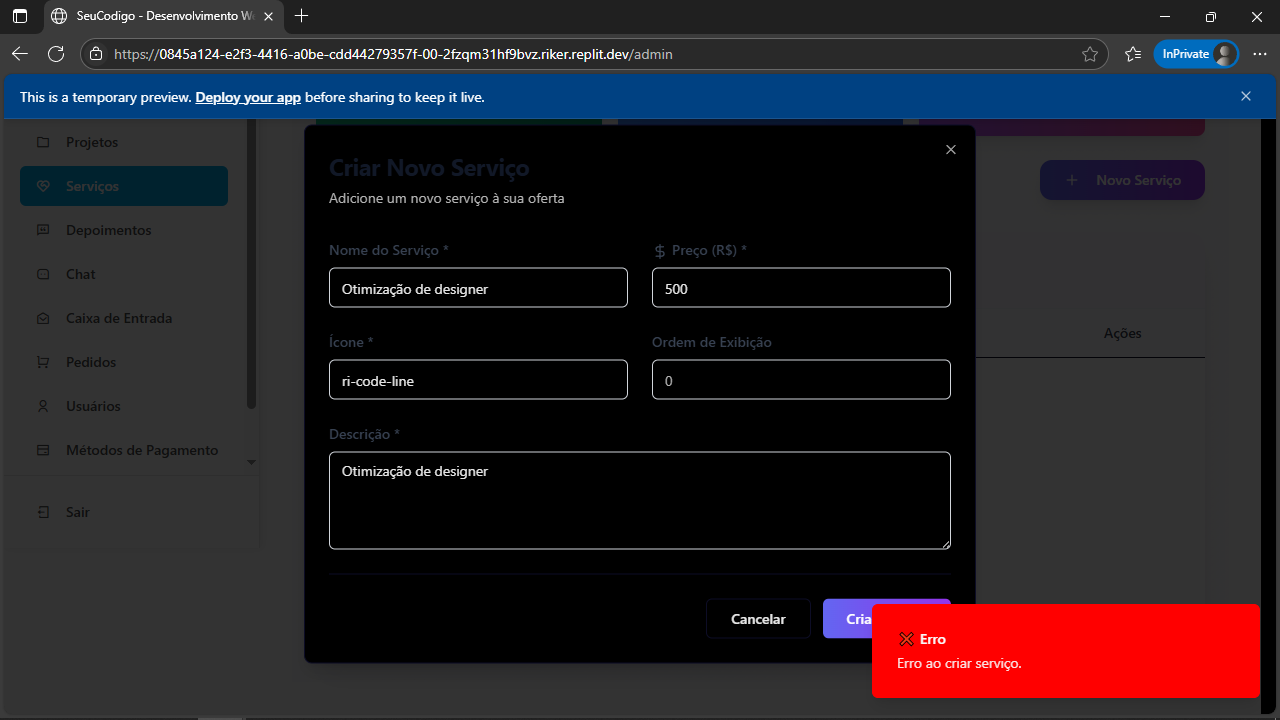 SeuCodigo - Desenvolvimento W
https://0845a124-e2f3-4416-a0be-cdd44279357f-00-2fzqm31hf9bvz.riker.replit.dev/admin
InPrivate
This is a temporary preview. Deploy your app before sharing to keep it live.
Projetos
Serviços
Depoimentos
Chat
Caixa de Entrada
Pedidos
Usuários
Métodos de Pagamento
Sair
Novo Serviço
Ações
Criar Novo Serviço
Adicione um novo serviço à sua oferta
Nome do Serviço *
Otimização de designer
$ Preço (R$) *
500
Ícone *
ri-code-line
Ordem de Exibição
0
Descrição *
Otimização de designer
Cancelar
Cria
Erro
Erro ao criar serviço.